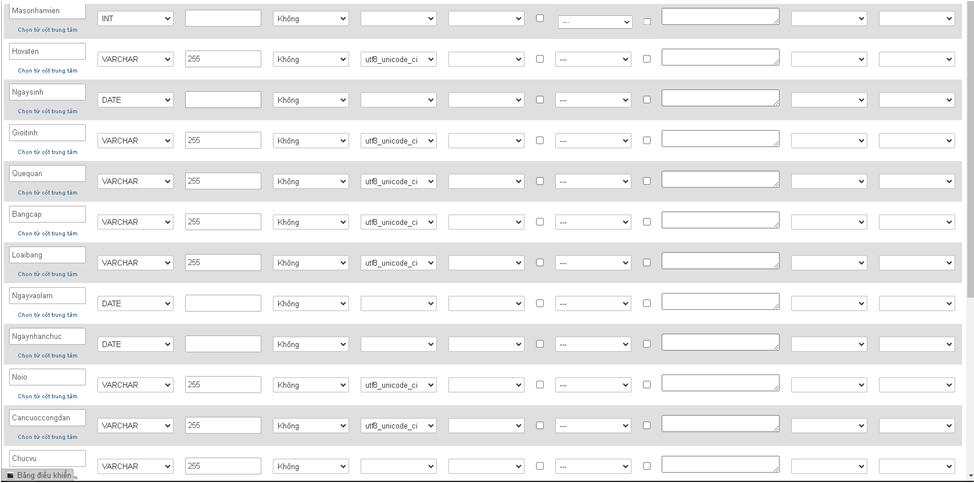 Masonhanvien INT Không ---
Chọn từ cột trung tâm
Hovaten VARCHAR 255 Không utf8_unicode_ci ---
Chọn từ cột trung tâm
Ngaysinh DATE Không ---
Chọn từ cột trung tâm
Gioitinh VARCHAR 255 Không utf8_unicode_ci ---
Chọn từ cột trung tâm
Quequan VARCHAR 255 Không utf8_unicode_ci ---
Chọn từ cột trung tâm
Bangcap VARCHAR 255 Không utf8_unicode_ci ---
Chọn từ cột trung tâm
Loaibang VARCHAR 255 Không utf8_unicode_ci ---
Chọn từ cột trung tâm
Ngayvaolam DATE Không ---
Chọn từ cột trung tâm
Ngaynhanchuc DATE Không ---
Chọn từ cột trung tâm
Noio VARCHAR 255 Không utf8_unicode_ci ---
Chọn từ cột trung tâm
Cancuoccongdan VARCHAR 255 Không utf8_unicode_ci ---
Chọn từ cột trung tâm
Chucvu VARCHAR 255 Không ---
Bảng điều khiển